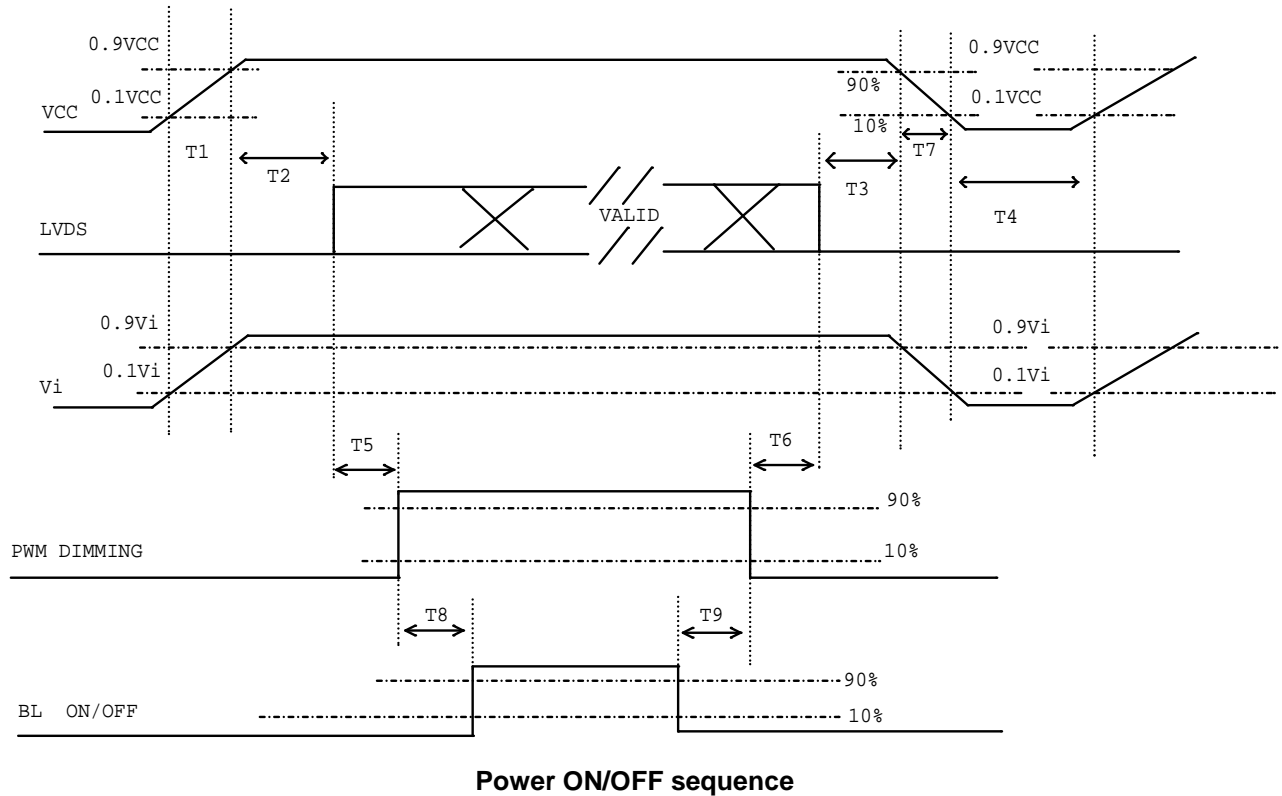 0.9VCC
0.9VCC
90%
0.1VCC
0.1VCC
VCC
10%
T1
T7
T2
T3
VALID
T4
LVDS
0.9Vi
0.9Vi
0.1Vi
0.1Vi
Vi
T5
T6
90%
PWM DIMMING
10%
T8
T9
90%
BL ON/OFF
10%
Power ON/OFF sequence